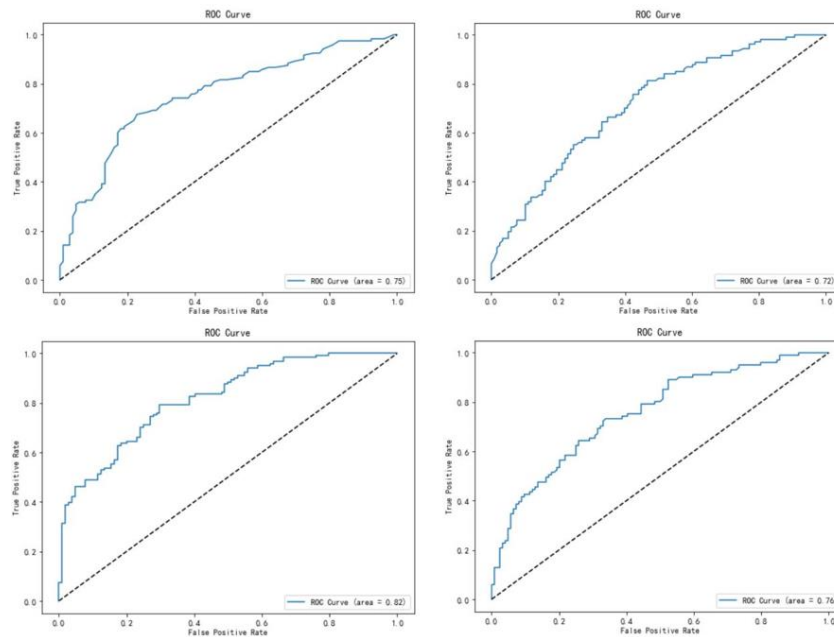 ROC Curve
1.0
0.8
0.6
0.4
0.2
0.0
True Positive Rate
ROC Curve (area = 0.75)
0.0 0.2 0.4 0.6 0.8 1.0
False Positive Rate
ROC Curve
1.0
0.8
0.6
0.4
0.2
0.0
True Positive Rate
ROC Curve (area = 0.72)
0.0 0.2 0.4 0.6 0.8 1.0
False Positive Rate
ROC Curve
1.0
0.8
0.6
0.4
0.2
0.0
True Positive Rate
ROC Curve (area = 0.82)
0.0 0.2 0.4 0.6 0.8 1.0
False Positive Rate
ROC Curve
1.0
0.8
0.6
0.4
0.2
0.0
True Positive Rate
ROC Curve (area = 0.76
0.0 0.2 0.4 0.6 0.8 1.0
False Positive Rate